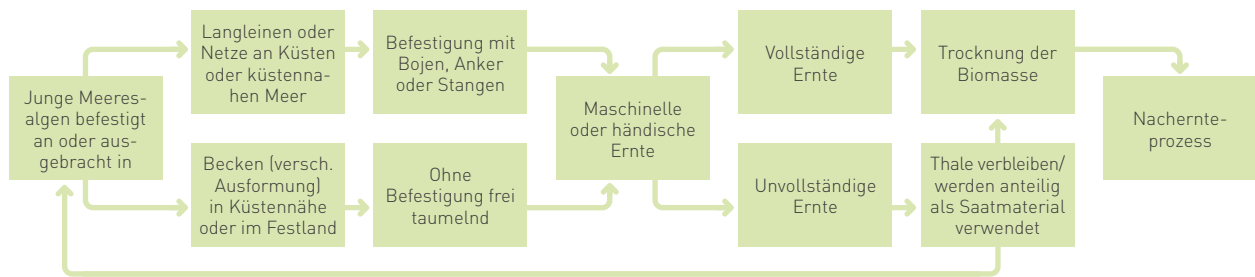 Junge Meeres-
algen befestigt
an oder aus-
gebracht in
Langleinen oder
Netze an Küsten
oder küstenna-
hen Meer
Befestigung mit
Bojen, Anker
oder Stangen
Becken (versch.
Ausformung)
in Küstennähe
oder im Festland
Ohne
Befestigung frei
taumelnd
Maschinelle
oder händische
Ernte
Vollständige
Ernte
Trocknung der
Biomasse
Unvollständige
Ernte
Thale verbleiben/
werden anteilig
als Saatmaterial
verwendet
Nachernte-
prozess